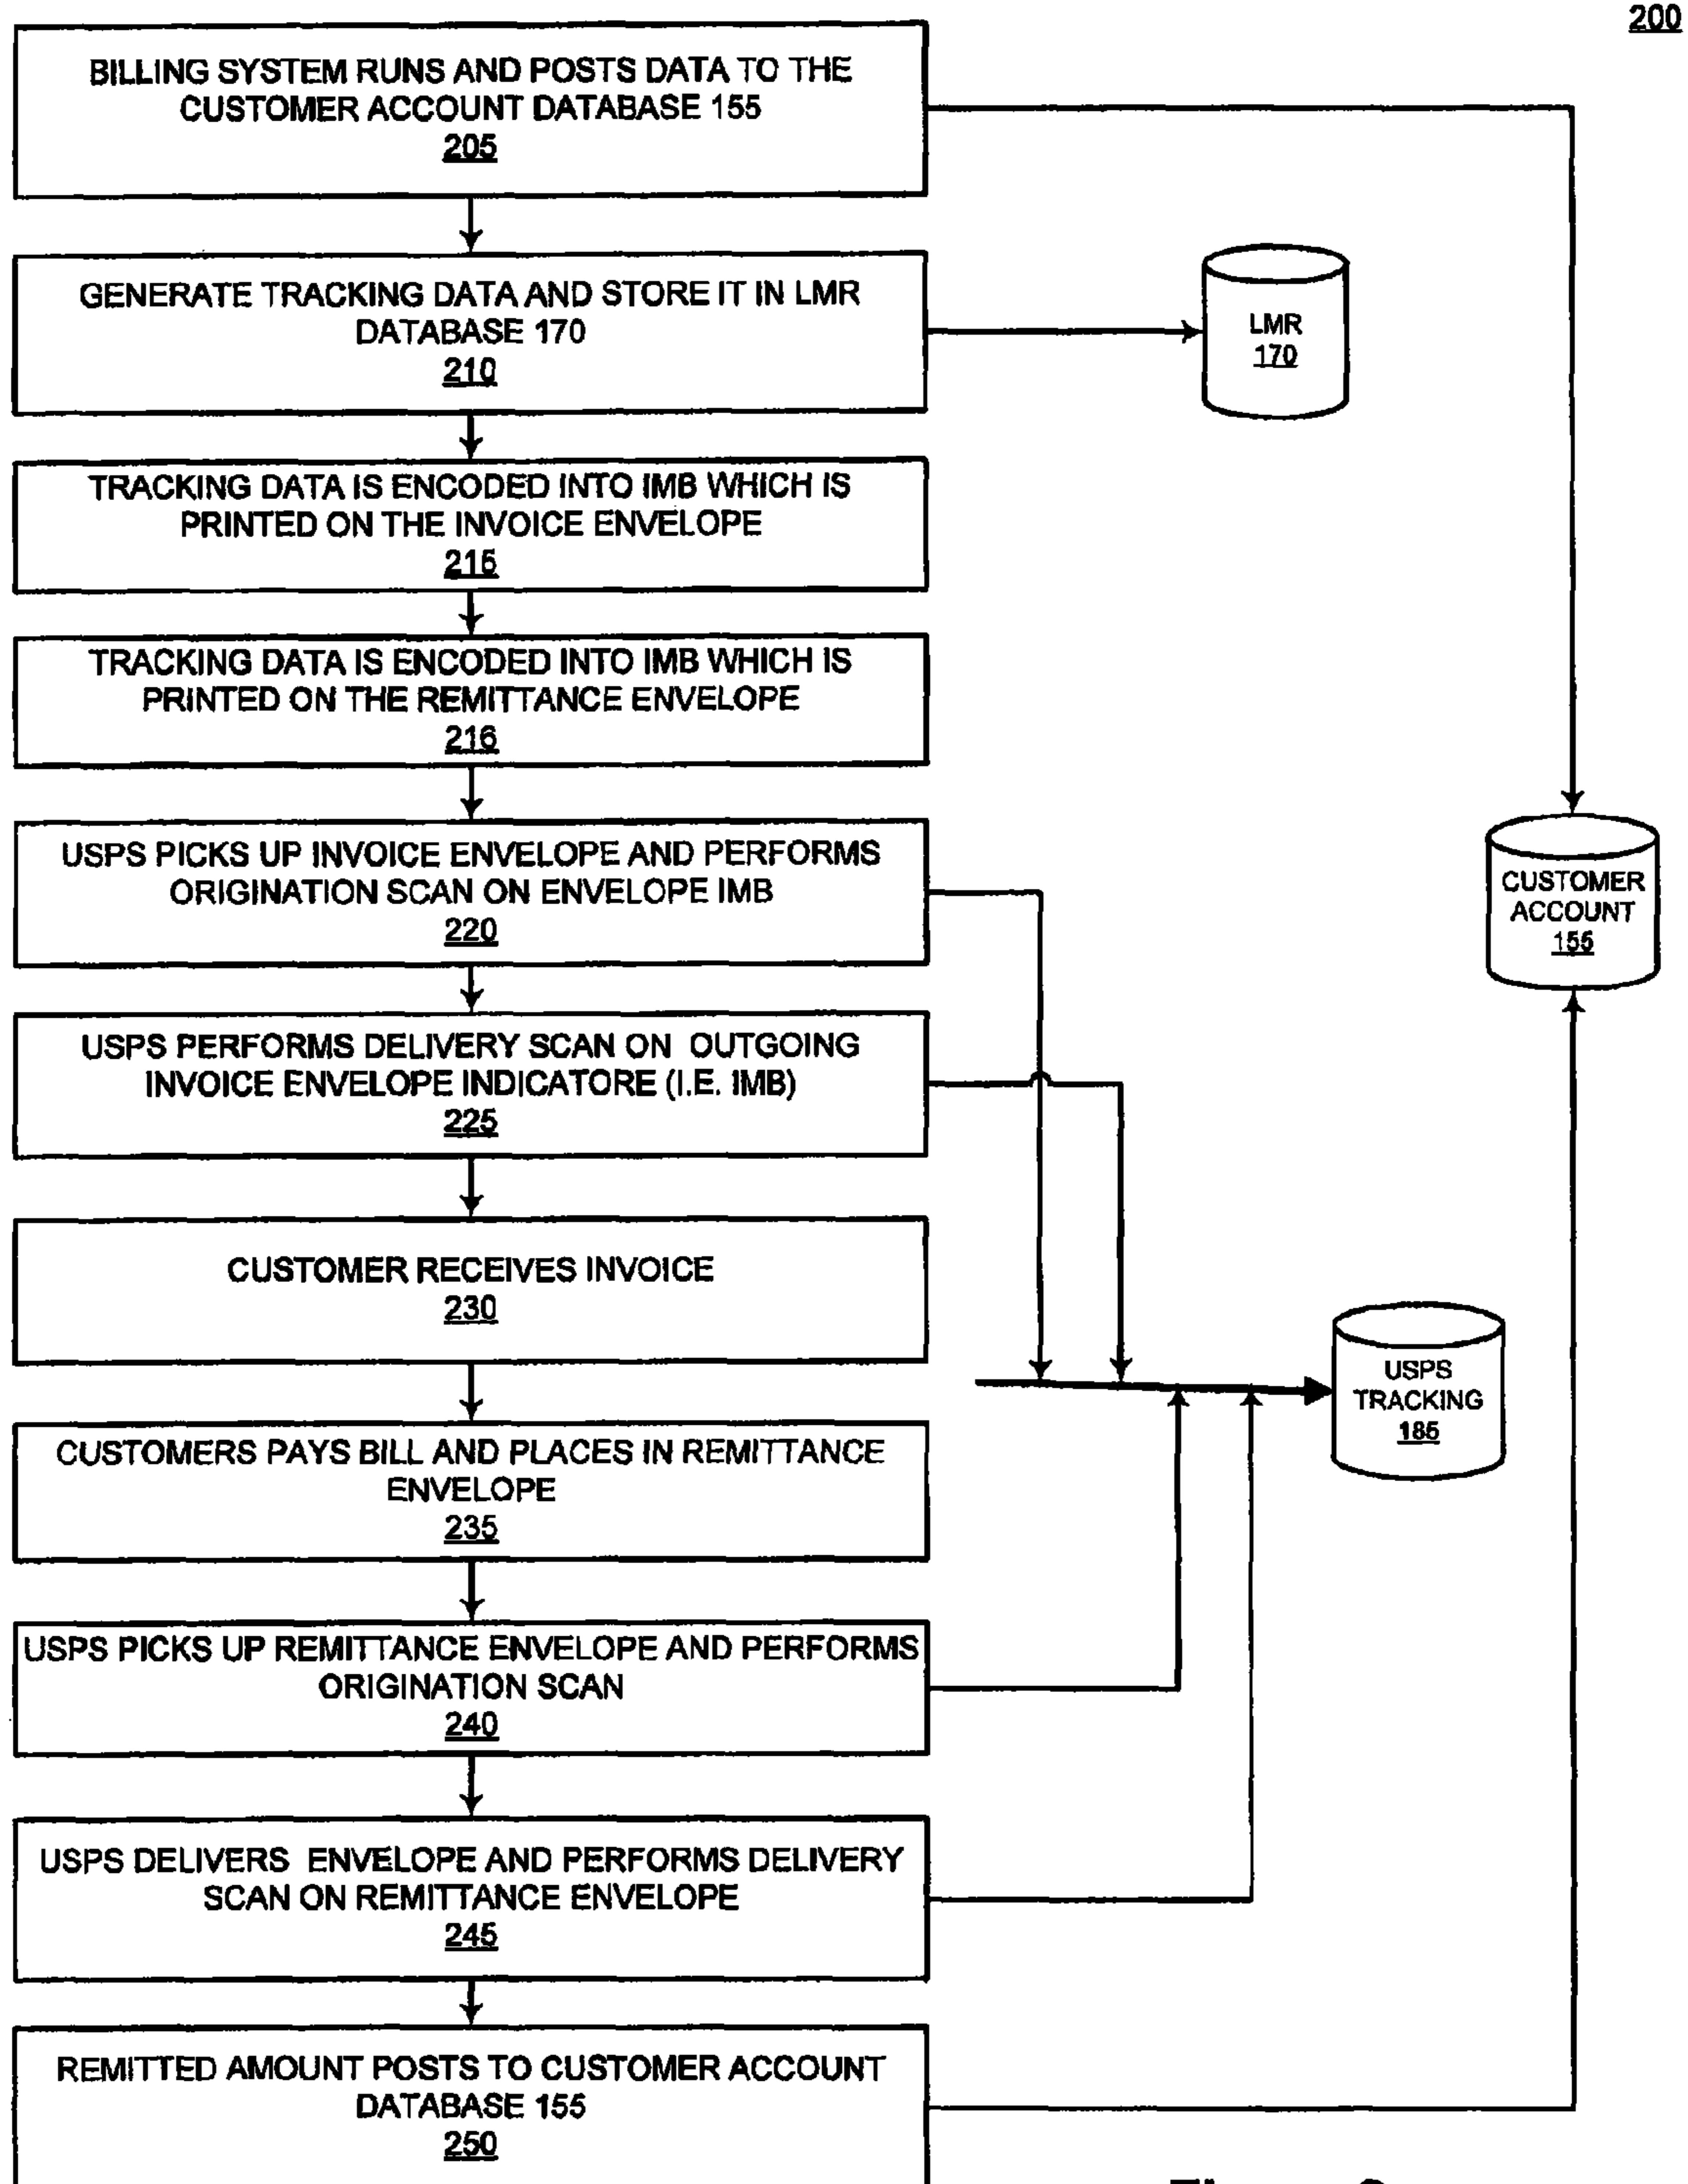 200
BILLING SYSTEM RUNS AND POSTS DATA TO THE
CUSTOMER ACCOUNT DATABASE 155
205
GENERATE TRACKING DATA AND STORE IT IN LMR
DATABASE 170
210
LMR
170
TRACKING DATA IS ENCODED INTO IMB WHICH IS
PRINTED ON THE INVOICE ENVELOPE
215
TRACKING DATA IS ENCODED INTO IMB WHICH IS
PRINTED ON THE REMITTANCE ENVELOPE
216
USPS PICKS UP INVOICE ENVELOPE AND PERFORMS
ORIGINATION SCAN ON ENVELOPE IMB
220
CUSTOMER
ACCOUNT
155
USPS PERFORMS DELIVERY SCAN ON OUTGOING
INVOICE ENVELOPE INDICATORE (I.E. IMB)
225
CUSTOMER RECEIVES INVOICE
230
USPS
TRACKING
185
CUSTOMERS PAYS BILL AND PLACES IN REMITTANCE
ENVELOPE
235
USPS PICKS UP REMITTANCE ENVELOPE AND PERFORMS
ORIGINATION SCAN
240
USPS DELIVERS ENVELOPE AND PERFORMS DELIVERY
SCAN ON REMITTANCE ENVELOPE
245
REMITTED AMOUNT POSTS TO CUSTOMER ACCOUNT
DATABASE 155
250